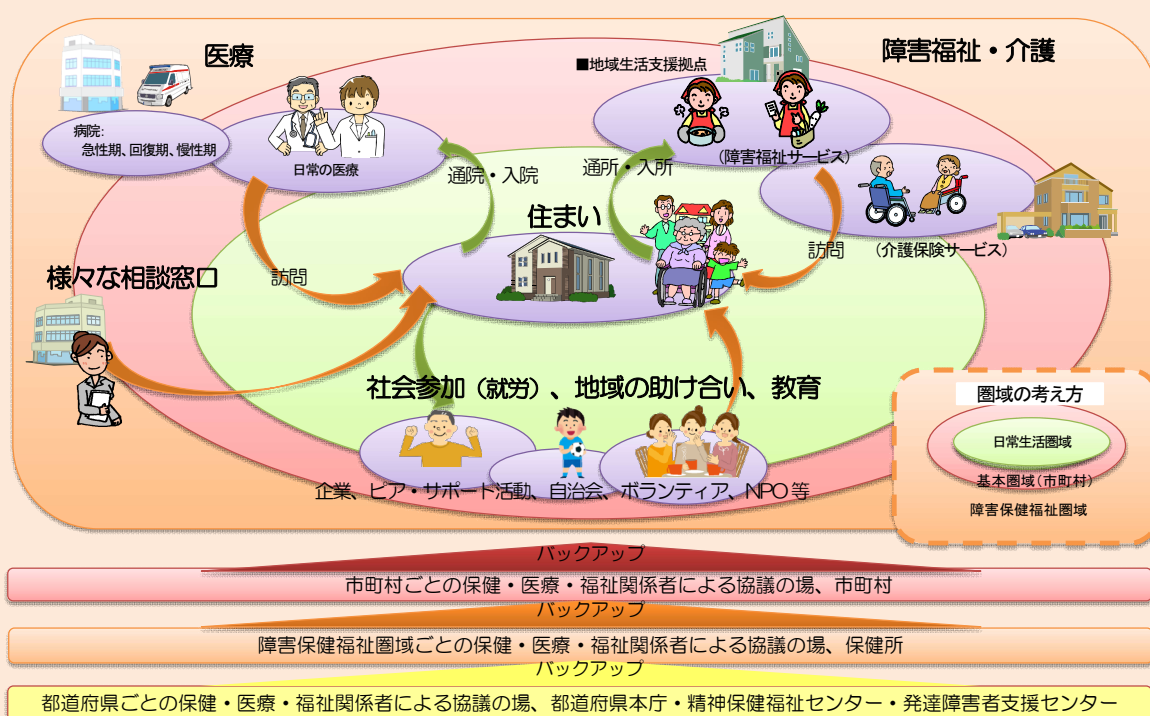 医療
障害福祉・介護
■地域生活支援拠点
病院:
急性期、回復期、慢性期
日常の医療
(障害福祉サービス)
通院・入院
通所・入所
住まい
訪問
(介護保険サービス)
様々な相談窓口
訪問
社会参加(就労)、地域の助け合い、教育
企業、ピア・サポート活動、自治会、ボランティア、NPO 等
圏域の考え方
日常生活圏域
基本圏域(市町村)
障害保健福祉圏域
バックアップ
市町村ごとの保健・医療・福祉関係者による協議の場、市町村
バックアップ
障害保健福祉圏域ごとの保健・医療・福祉関係者による協議の場、保健所
バックアップ
都道府県ごとの保健・医療・福祉関係者による協議の場、都道府県本庁・精神保健福祉センター・発達障害者支援センター